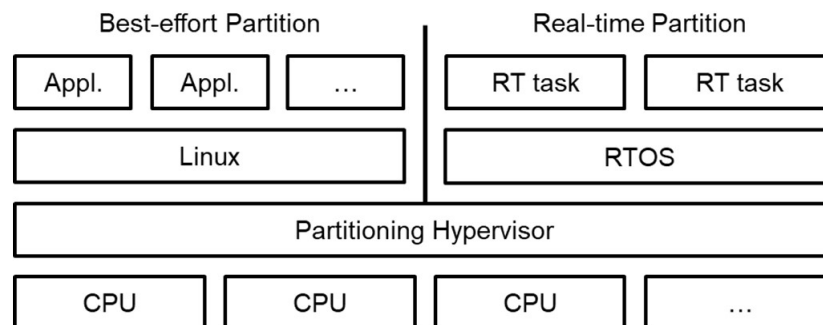 Best-effort Partition
Real-time Partition
Appl.
Appl.
...
RT task
RT task
Linux
RTOS
Partitioning Hypervisor
CPU
CPU
CPU
...